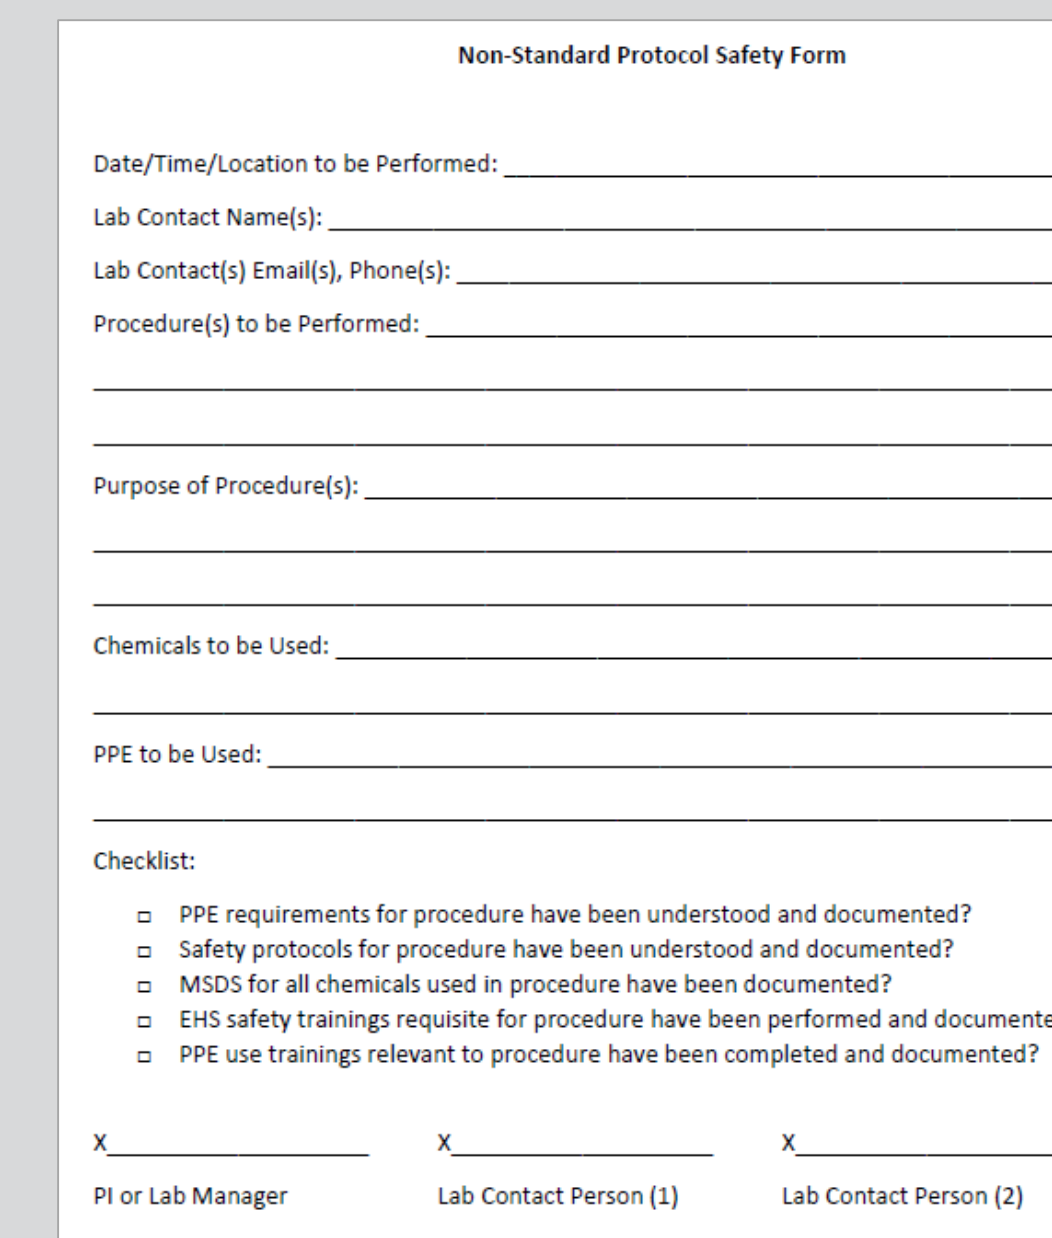 Non-Standard Protocol Safety Form
Date/Time/Location to be Performed: 
Lab Contact Name(s): 
Lab Contact(s) Email(s), Phone(s): 
Procedure(s) to be Performed: 
Purpose of Procedure(s): 
Chemicals to be Used: 
PPE to be Used: 
Checklist:
PPE requirements for procedure have been understood and documented?
Safety protocols for procedure have been understood and documented?
MSDS for all chemicals used in procedure have been documented?
EHS safety trainings requisite for procedure have been performed and documente
PPE use trainings relevant to procedure have been completed and documented?
X X X
PI or Lab Manager Lab Contact Person (1) Lab Contact Person (2)